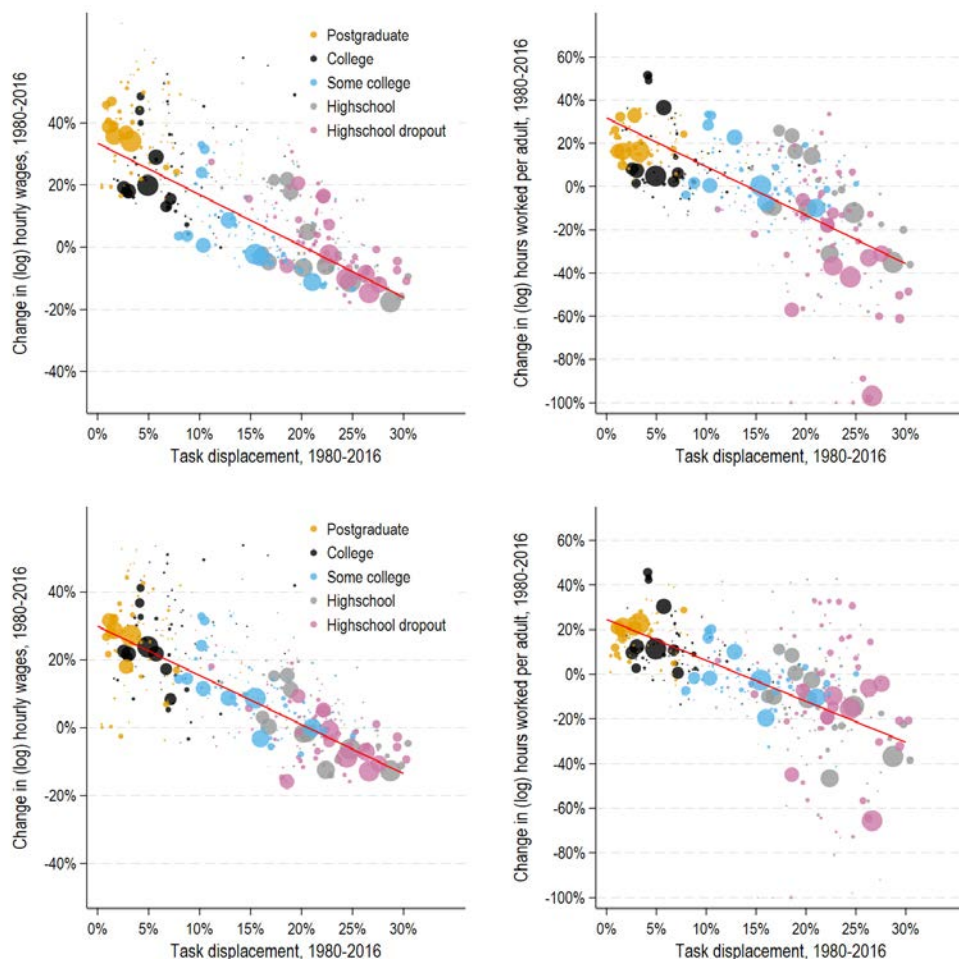 Change in (log) hourly wages, 1980-2016
40%
20%
0%
-20%
-40%
Postgraduate
College
Some college
Highschool
Highschool dropout
0% 5% 10% 15% 20% 25% 30%
Task displacement, 1980-2016
Change in (log) hours worked per adult, 1980-2016
60%
40%
20%
0%
-20%
-40%
-60%
-80%
-100%
0% 5% 10% 15% 20% 25% 30%
Task displacement, 1980-2016
Change in (log) hourly wages, 1980-2016
40%
20%
0%
-20%
-40%
Postgraduate
College
Some college
Highschool
Highschool dropout
0% 5% 10% 15% 20% 25% 30%
Task displacement, 1980-2016
Change in (log) hours worked per adult, 1980-2016
60%
40%
20%
0%
-20%
-40%
-60%
-80%
-100%
0% 5% 10% 15% 20% 25% 30%
Task displacement, 1980-2016